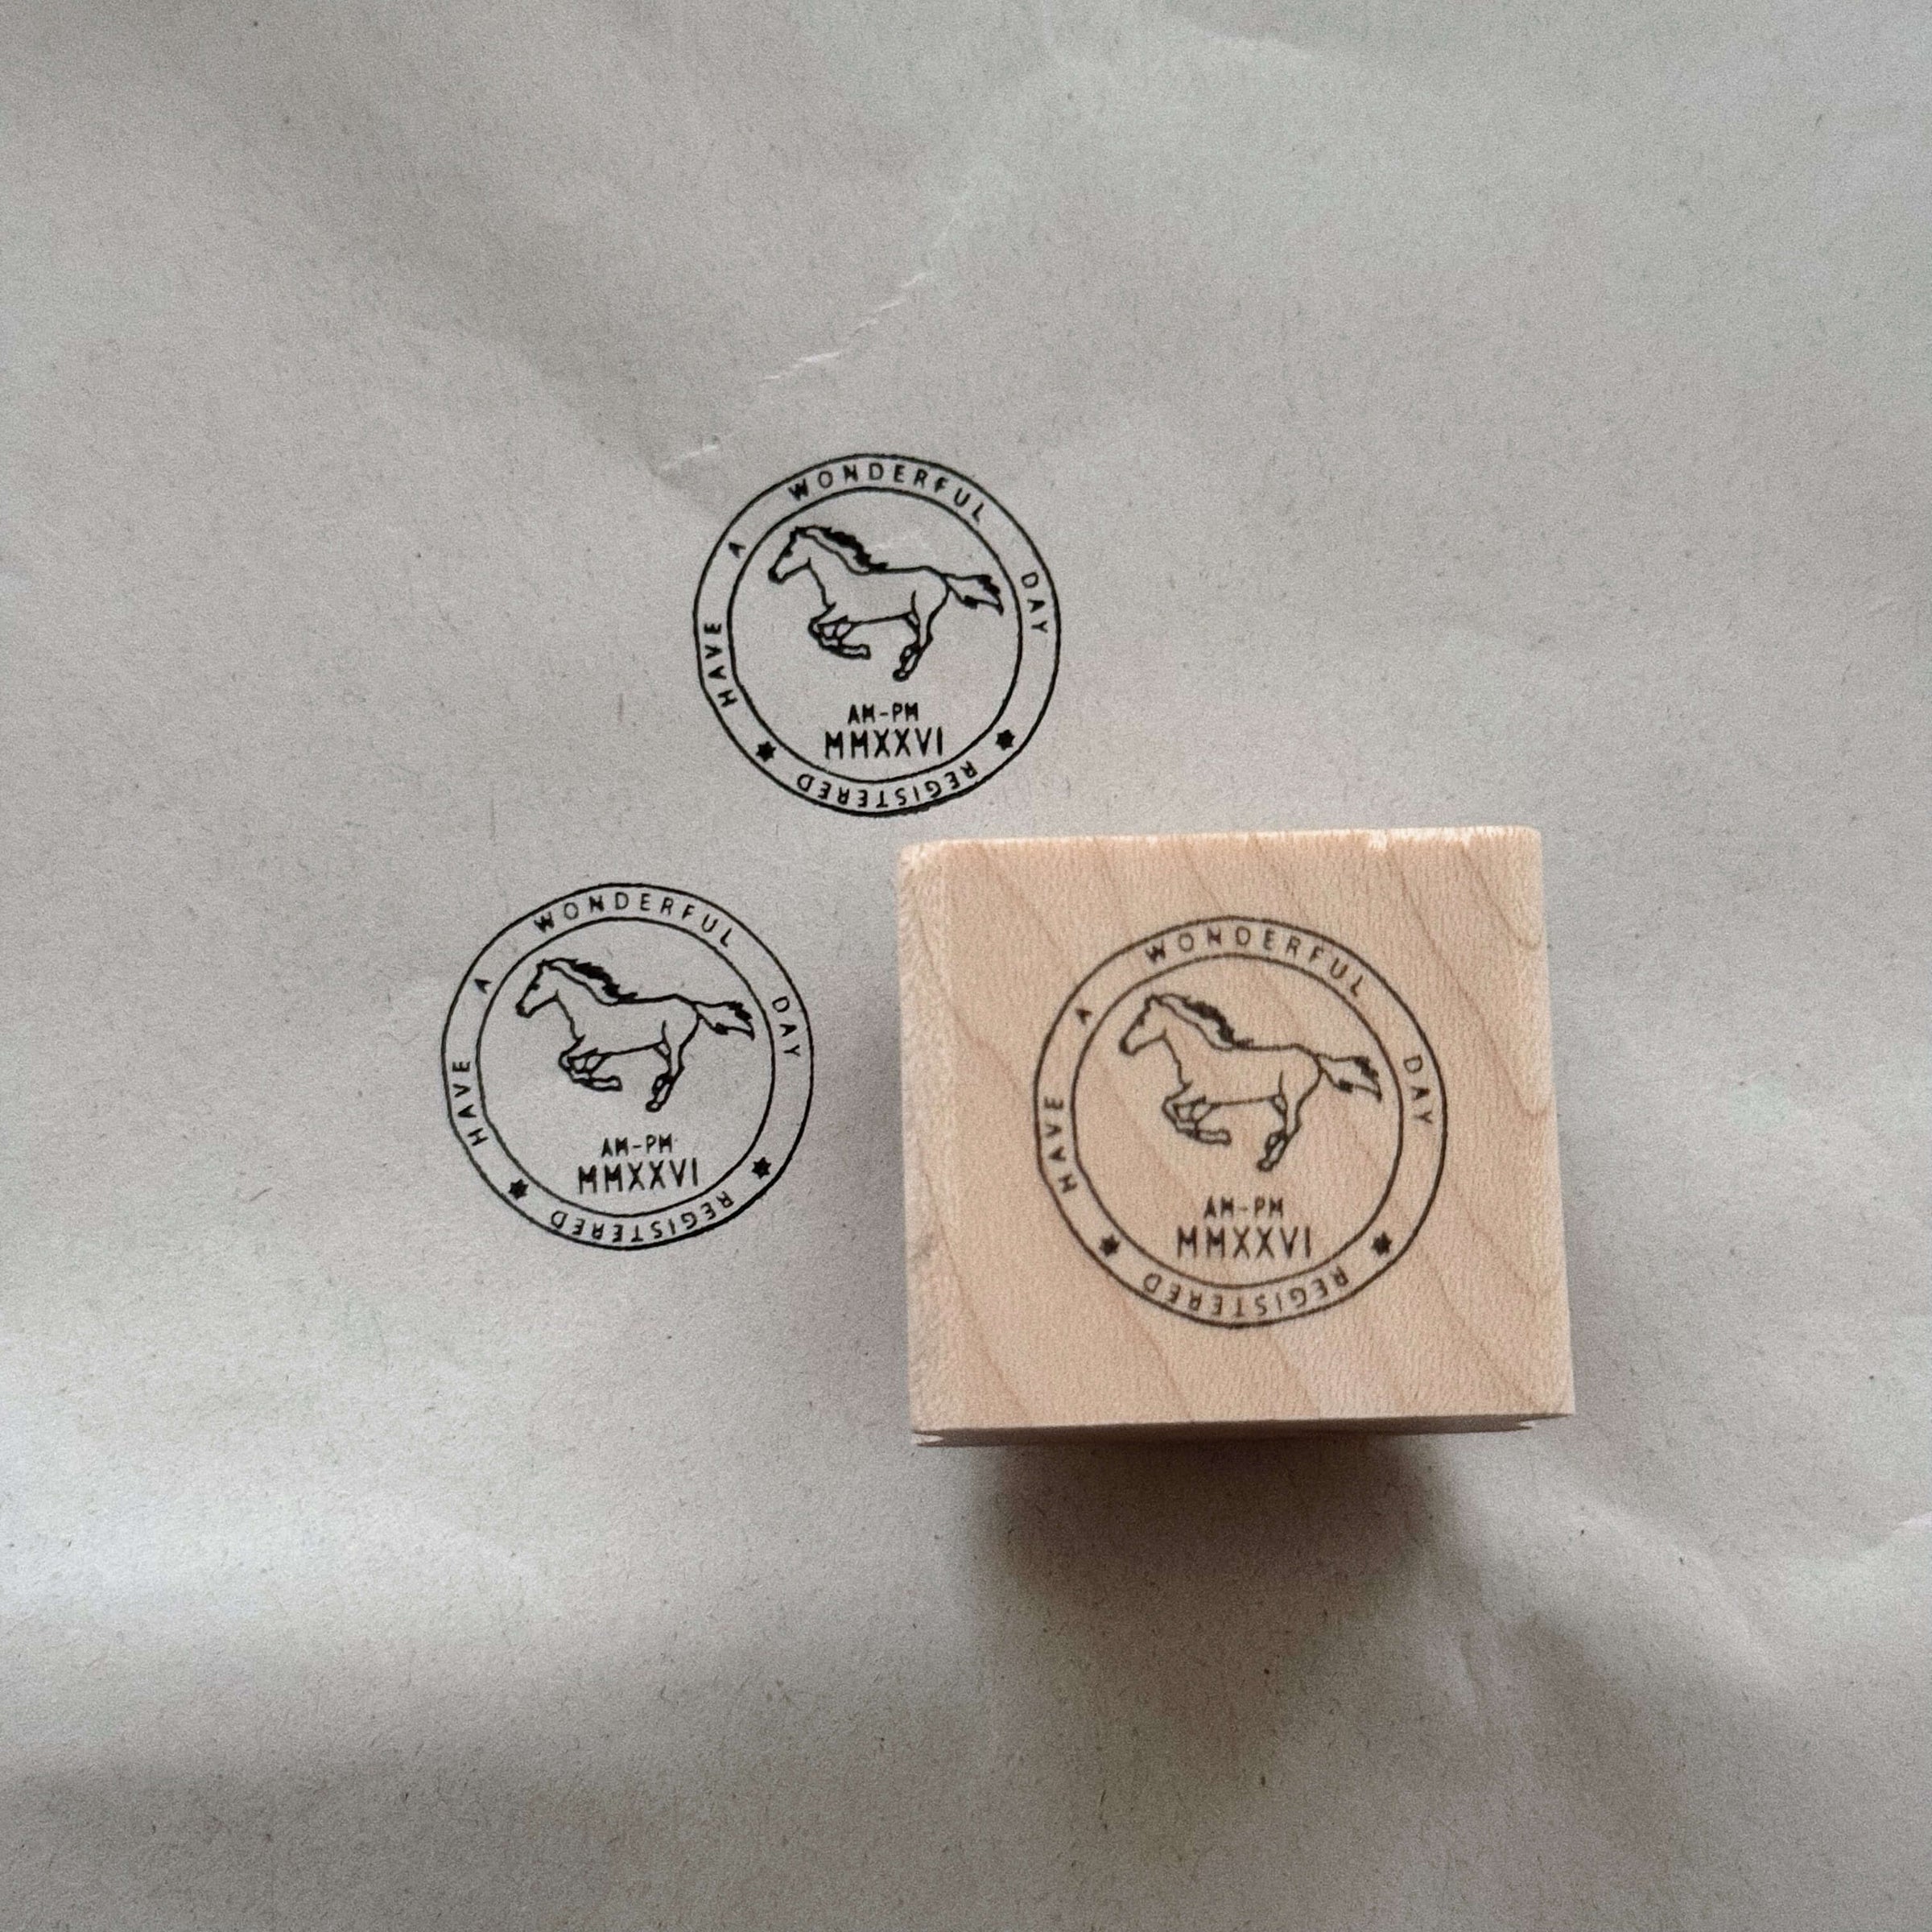 HAVE A WONDERFUL DAY
AM-PM
MMXXVI
REGISTERED
HAVE A WONDERFUL DAY
AM-PM
MMXXVI
REGISTERED
HAVE A WONDERFUL DAY
AM-PM
MMXXVI
REGISTERED